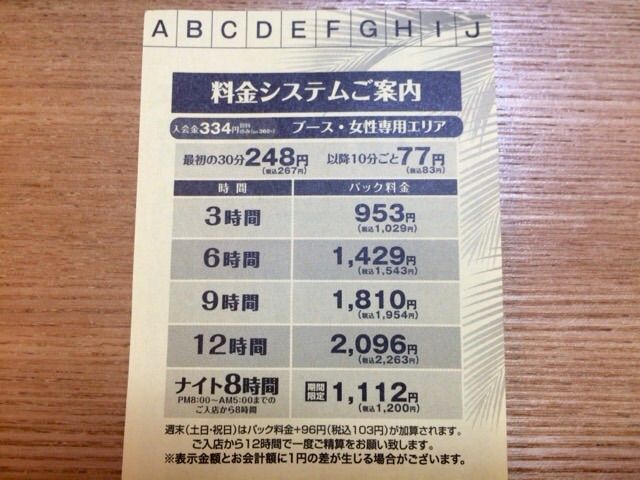 A B C D E F G H I J
料金システムご案内
入会金334円 ブース・女性専用エリア
最初の30分248円 以降10分ごと77円
(税込267円) (税込83円)
時間 パック料金
3時間 953円
(税込1,029円)
6時間 1,429円
(税込1,543円)
9時間 1,810円
(税込1,954円)
12時間 2,096円
(税込2,263円)
ナイト8時間 期間限定 1,112円
PM8:00〜AM5:00までの (税込1,200円)
ご入店から8時間
週末(土日・祝日)はパック料金+96円(税込103円)が加算されます。
ご入店から12時間で一度ご精算をお願い致します。
※表示金額とお会計額に1円の差が生じる場合がございます。